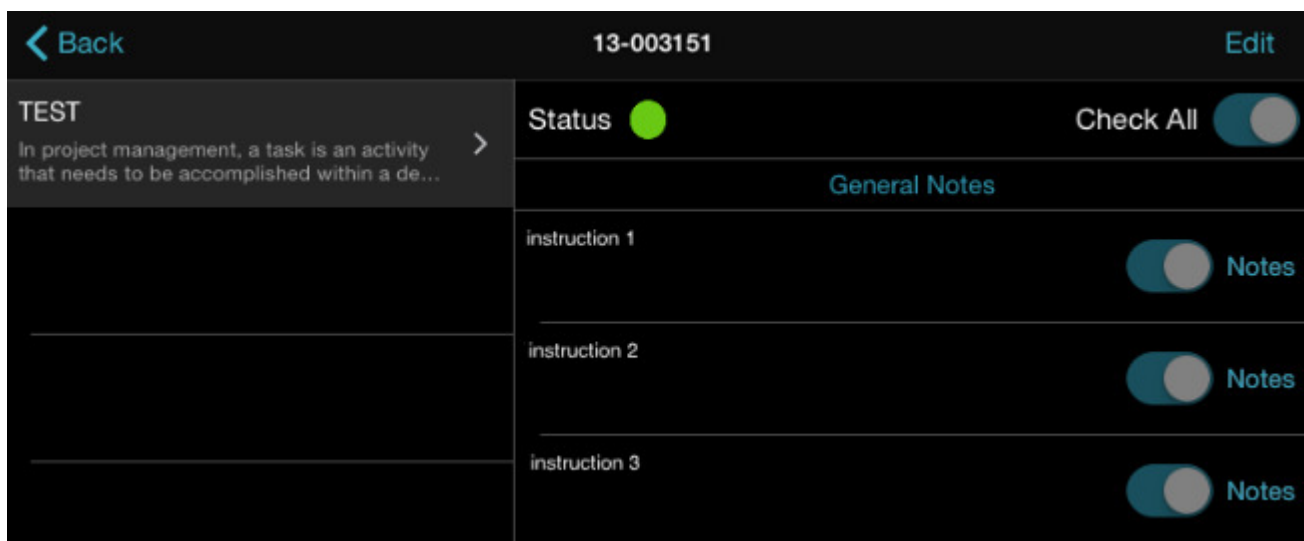 Back
13-003151
Edit
TEST
In project management, a task is an activity
that needs to be accomplished within a de...
Status
Check All
General Notes
instruction 1
Notes
instruction 2
Notes
instruction 3
Notes